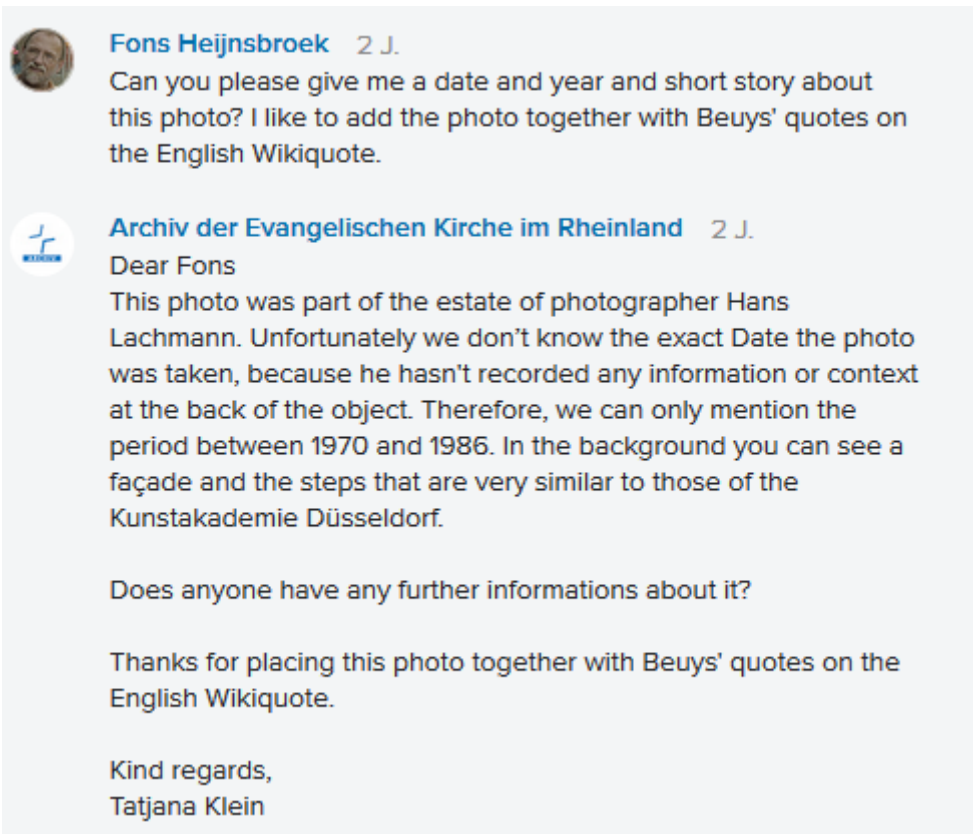 Fons Heijnsbroek 2 J.
Can you please give me a date and year and short story about
this photo? I like to add the photo together with Beuys' quotes on
the English Wikiquote.
Archiv der Evangelischen Kirche im Rheinland 2 J.
ARCHIV
Dear Fons
This photo was part of the estate of photographer Hans
Lachmann. Unfortunately we don't know the exact Date the photo
was taken, because he hasn't recorded any information or context
at the back of the object. Therefore, we can only mention the
period between 1970 and 1986. In the background you can see a
façade and the steps that are very similar to those of the
Kunstakademie Düsseldorf.
Does anyone have any further informations about it?
Thanks for placing this photo together with Beuys' quotes on the
English Wikiquote.
Kind regards,
Tatjana Klein